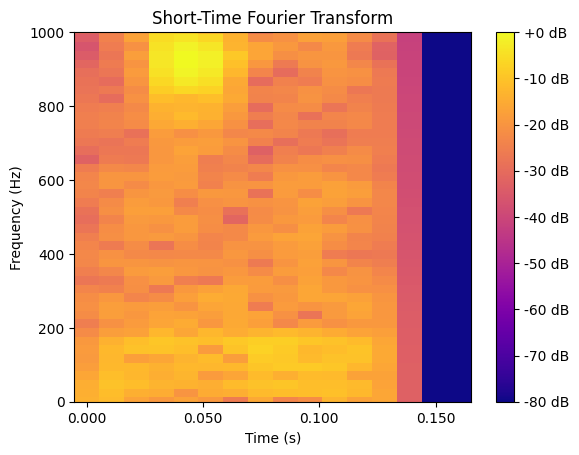 Short-Time Fourier Transform
1000
800
600
400
200
0
Frequency (Hz)
0.000
0.050
0.100
0.150
Time (s)
+0 dB
-10 dB
-20 dB
-30 dB
-40 dB
-50 dB
-60 dB
-70 dB
-80 dB